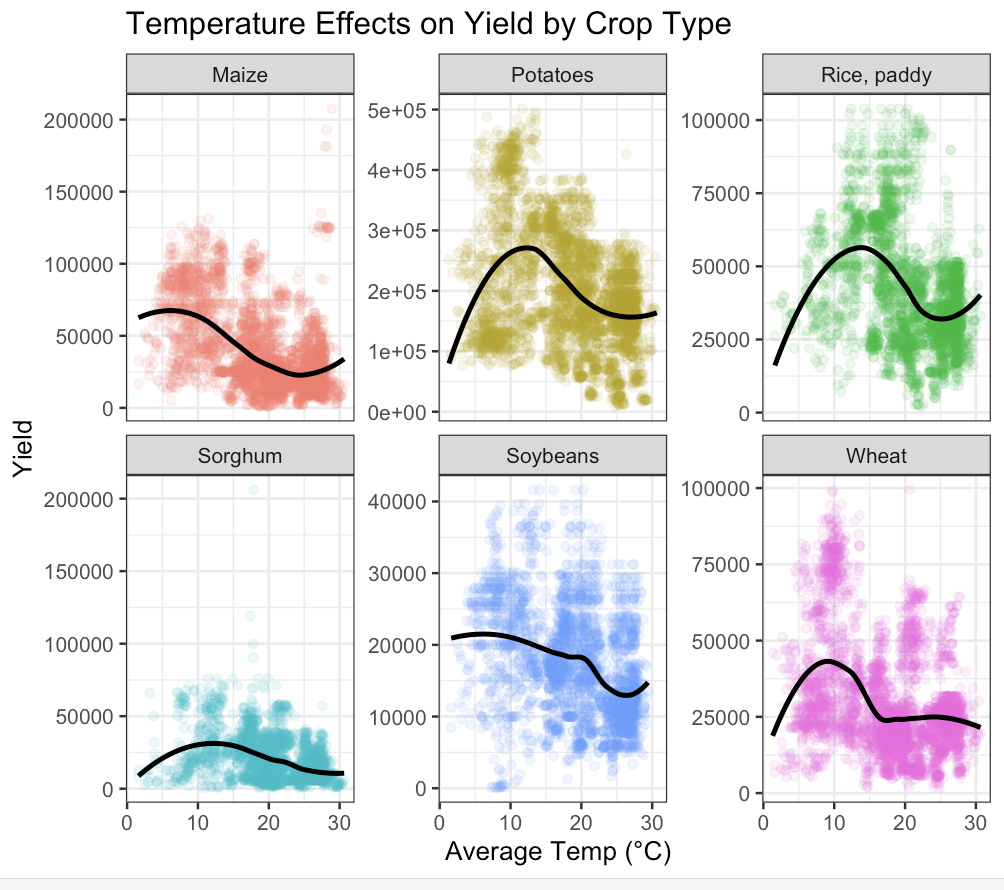 Temperature Effects on Yield by Crop Type
Maize
Potatoes
Rice, paddy
200000
150000
100000
50000
0
5e+05
4e+05
3e+05
2e+05
1e+05
0e+00
100000
75000
50000
25000
0
Yield
Sorghum
Soybeans
Wheat
200000
150000
100000
50000
0
40000
30000
20000
10000
0
100000
75000
50000
25000
0
0 10 20 30
0 10 20 30
0 10 20 30
Average Temp (°C)